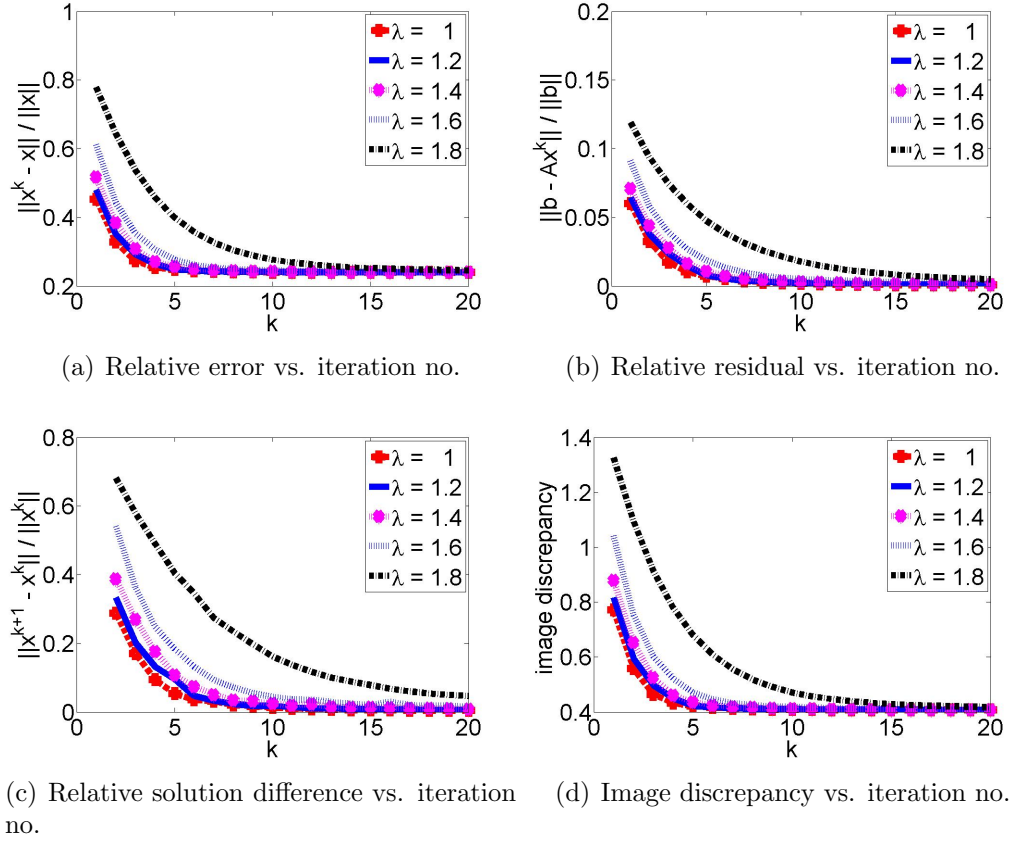 1
0.8
0.6
0.4
0.2
0
5
10
15
20
k
||x^k - x|| / ||x||
λ = 1
λ = 1.2
λ = 1.4
λ = 1.6
λ = 1.8
(a) Relative error vs. iteration no.
0.2
0.15
0.1
0.05
0
0
5
10
15
20
k
||b - Ax^k|| / ||b||
λ = 1
λ = 1.2
λ = 1.4
λ = 1.6
λ = 1.8
(b) Relative residual vs. iteration no.
0.8
0.6
0.4
0.2
0
0
5
10
15
20
k
||x^{k+1} - x^k|| / ||x^k||
λ = 1
λ = 1.2
λ = 1.4
λ = 1.6
λ = 1.8
(c) Relative solution difference vs. iteration
no.
1.4
1.2
1
0.8
0.6
0.4
0
5
10
15
20
k
image discrepancy
λ = 1
λ = 1.2
λ = 1.4
λ = 1.6
λ = 1.8
(d) Image discrepancy vs. iteration no.